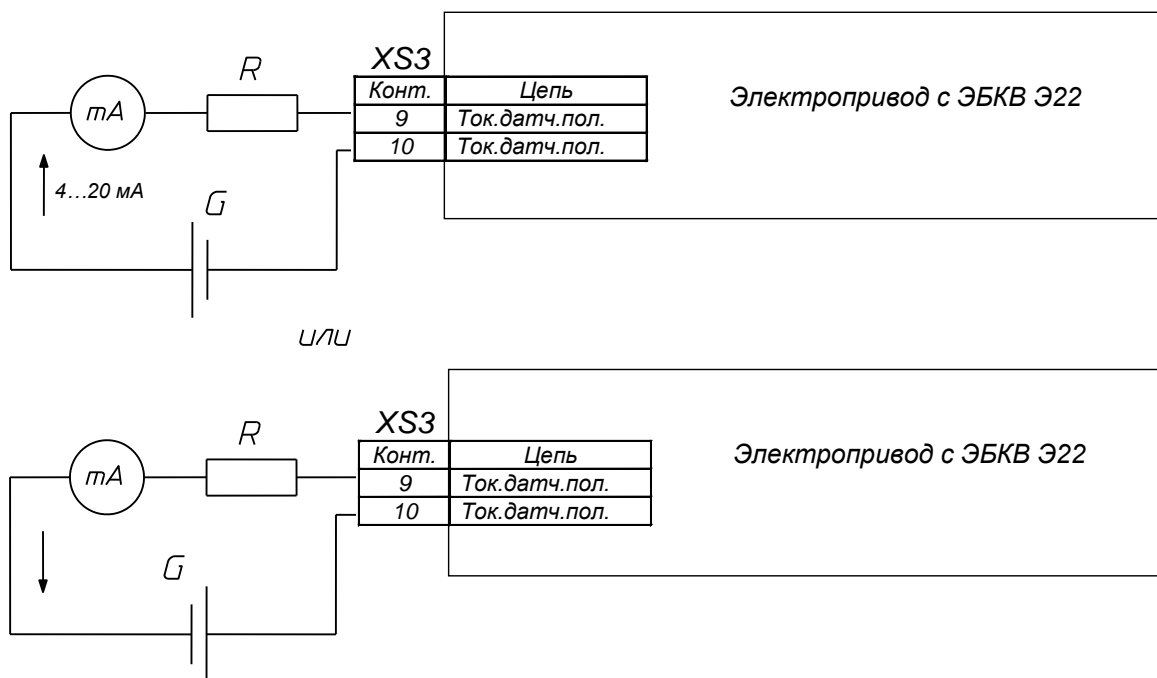 XS3
R
Конт. Цепь
mA
9 Ток.датч.пол.
10 Ток.датч.пол.
Электропривод с ЭБКВ Э22
4...20 мА
G
или
XS3
R
Конт. Цепь
mA
9 Ток.датч.пол.
10 Ток.датч.пол.
Электропривод с ЭБКВ Э22
G